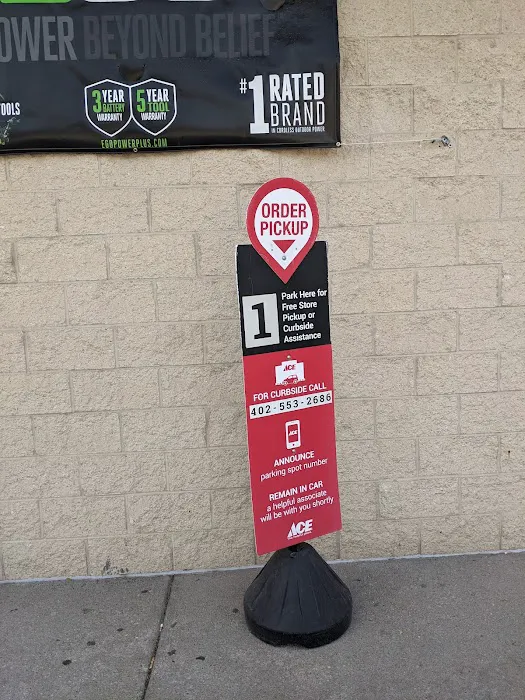 OWER BEYOND BELIEF
TOOLS
3 YEAR
BATTERY
WARRANTY
5 YEAR
TOOL
WARRANTY
EGOPOWERPLUS.COM
#1 RATED
BRAND
IN CORDLESS OUTDOOR POWER
ORDER
PICKUP
1
Park Here for
Free Store
Pickup or
Curbside
Assistance
ACE
FOR CURBSIDE CALL
402-553-2686
ACE
ANNOUNCE
parking spot number
REMAIN IN CAR
a helpful associate
will be with you shortly
ACE